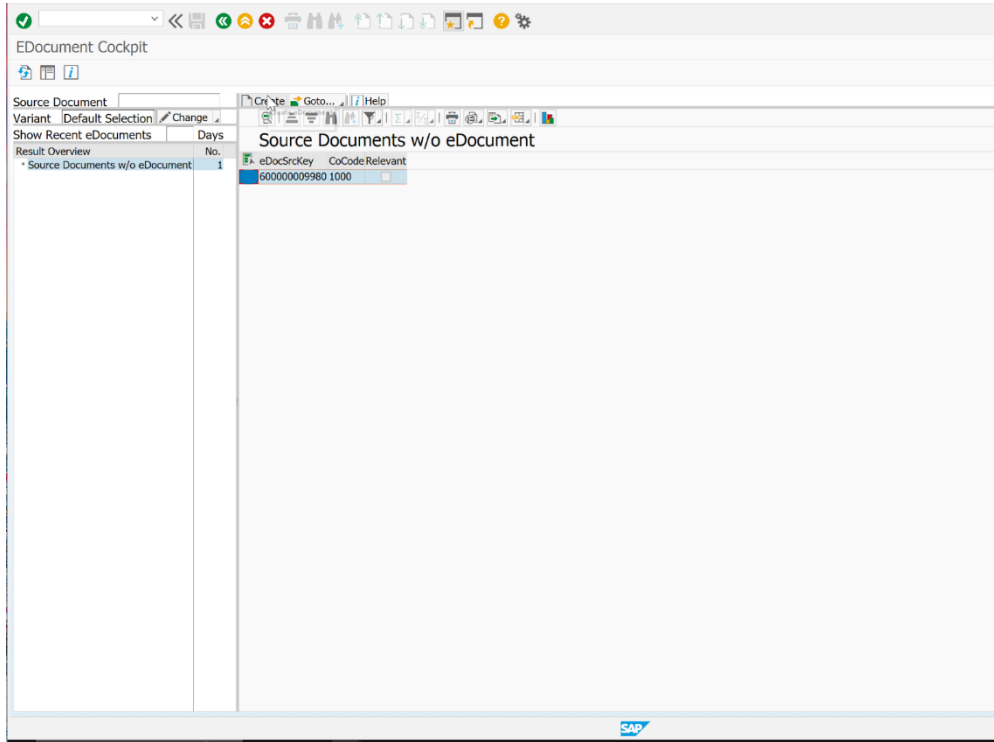 EDocument Cockpit
Source Document
Variant Default Selection Change
Show Recent eDocuments Days
Result Overview No.
Source Documents w/o eDocument 1
Create Goto... Help
Source Documents w/o eDocument
eDocSrcKey CoCode Relevant
600000009980 1000
SAP